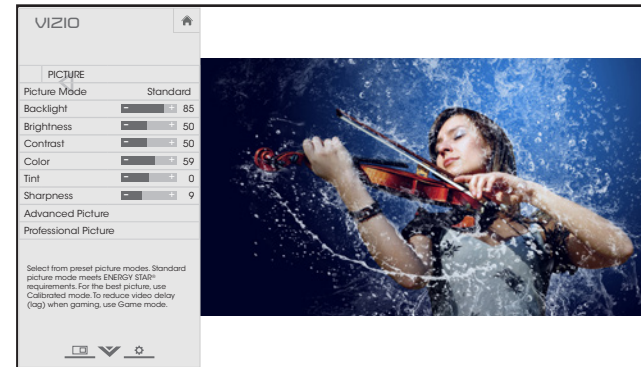 VIZIO
PICTURE
Picture Mode Standard
Backlight - + 85
Brightness - + 50
Contrast - + 50
Color - + 59
Tint - + 0
Sharpness - + 9
Advanced Picture
Professional Picture
Select from preset picture modes. Standard
picture mode meets ENERGY STAR®
requirements. For the best picture, use
Calibrated mode. To reduce video delay
(lag) when gaming, use Game mode.